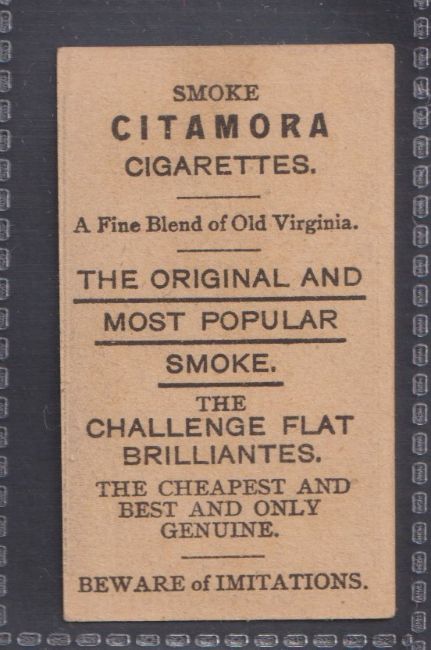 SMOKE
CITAMORA
CIGARETTES.
A Fine Blend of Old Virginia.
THE ORIGINAL AND
MOST POPULAR
SMOKE.
THE
CHALLENGE FLAT
BRILLIANTES.
THE CHEAPEST AND
BEST AND ONLY
GENUINE.
BEWARE of IMITATIONS.